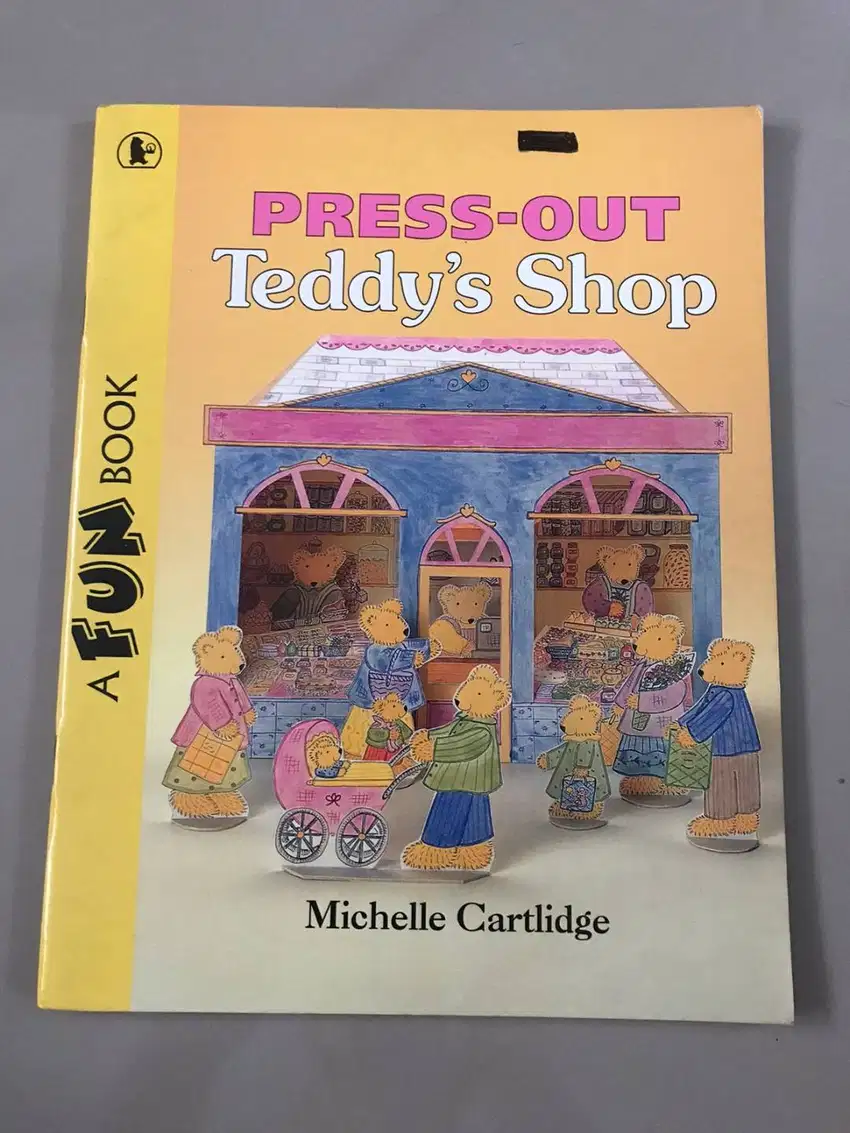 PRESS-OUT
Teddy's Shop
A FUN BOOK
Michelle Cartlidge